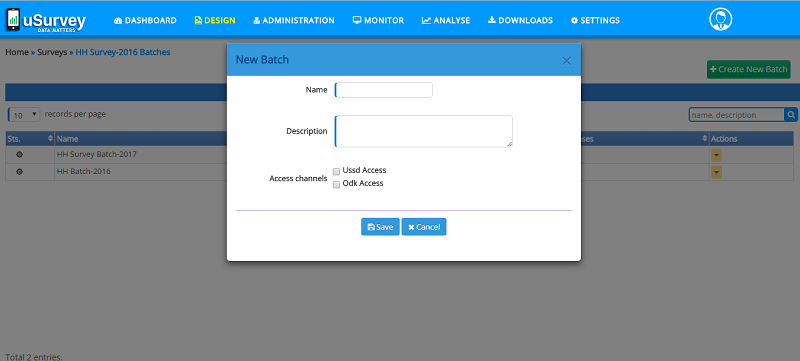 uSurvey
DATA MATTERS
DASHBOARD DESIGN ADMINISTRATION MONITOR ANALYSE DOWNLOADS SETTINGS
Home » Surveys » HH Survey-2016 Batches
New Batch ×
+ Create New Batch
Name
10 records per page
name, description
Description
Sts. Name Actions
HH Survey Batch-2017
HH Batch-2016
Access channels
Ussd Access
Odk Access
Save Cancel
Total 2 entries.